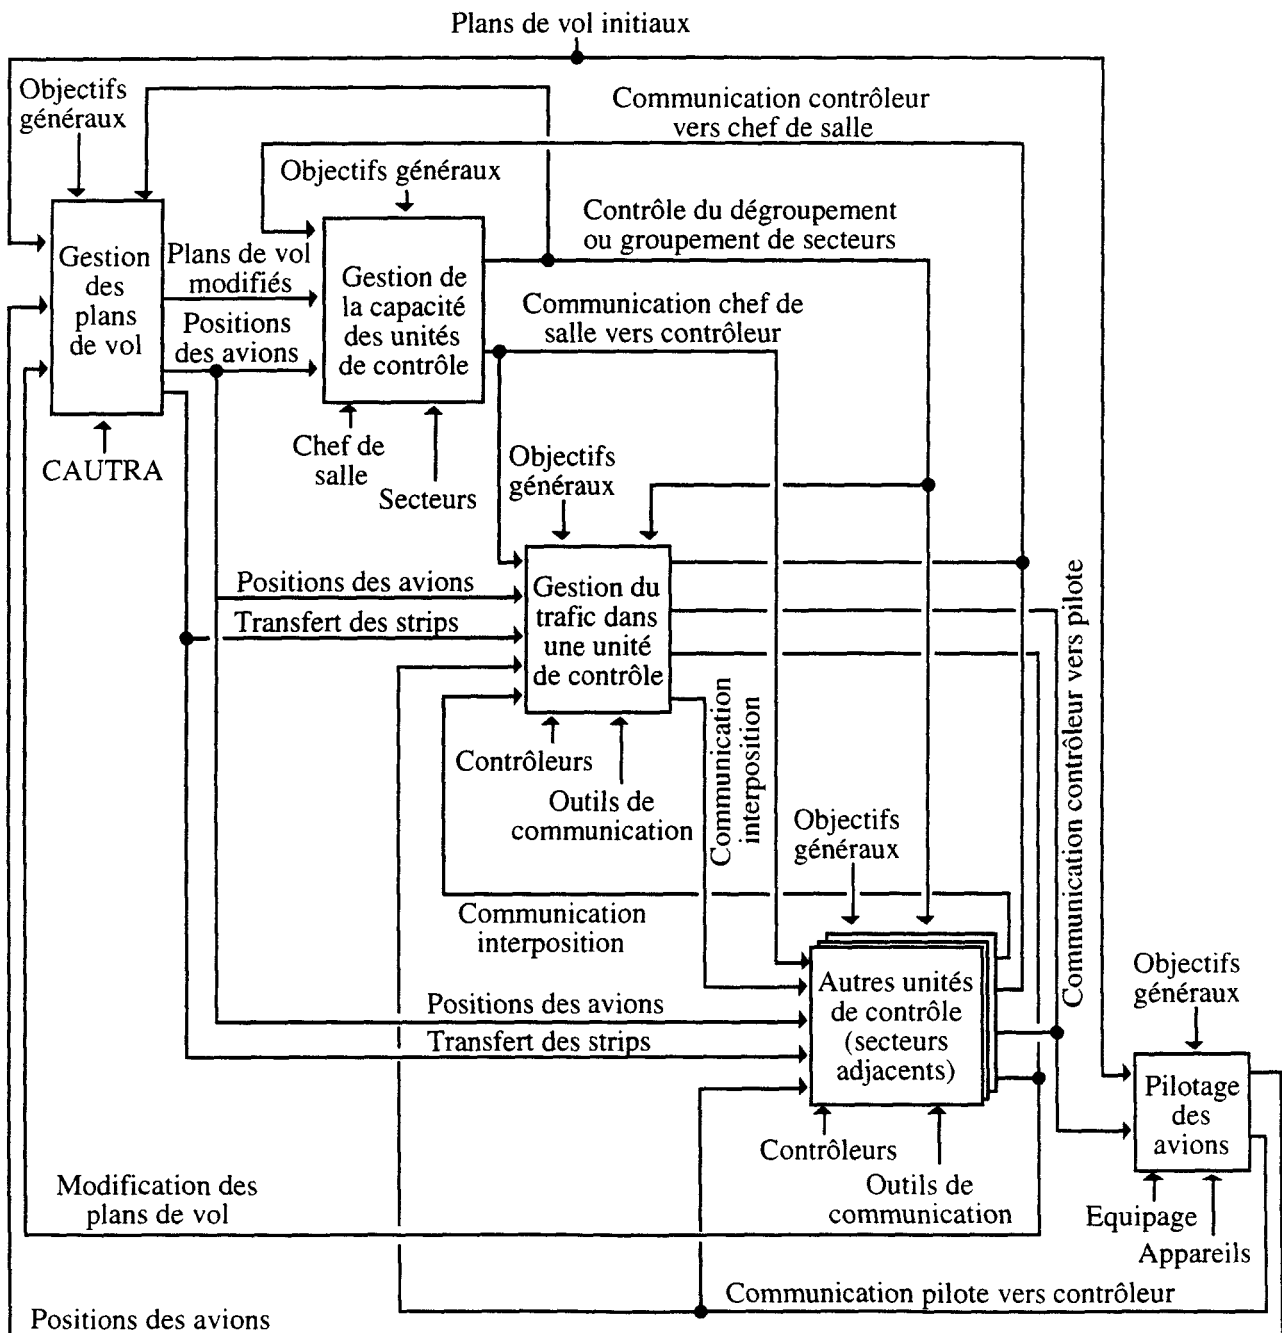 Plans de vol initiaux
Objectifs
généraux
Communication contrôleur
vers chef de salle
Objectifs généraux
Contrôle du dégroupement
ou groupement de secteurs
Gestion
des
plans
de vol
Plans de vol
modifiés
Positions
des avions
Gestion de
la capacité
des unités
de contrôle
Communication chef de
salle vers contrôleur
CAUTRA
Chef de
salle
Secteurs
Objectifs
généraux
Positions des avions
Transfert des strips
Gestion du
trafic dans
une unité
de contrôle
Communication contrôleur vers pilote
Communication
interposition
Contrôleurs
Outils de
communication
Objectifs
généraux
Communication
interposition
Positions des avions
Transfert des strips
Autres unités
de contrôle
(secteurs
adjacents)
Objectifs
généraux
Pilotage
des
avions
Contrôleurs
Outils de
communication
Equipage
Appareils
Modification des
plans de vol
Communication pilote vers contrôleur
Positions des avions